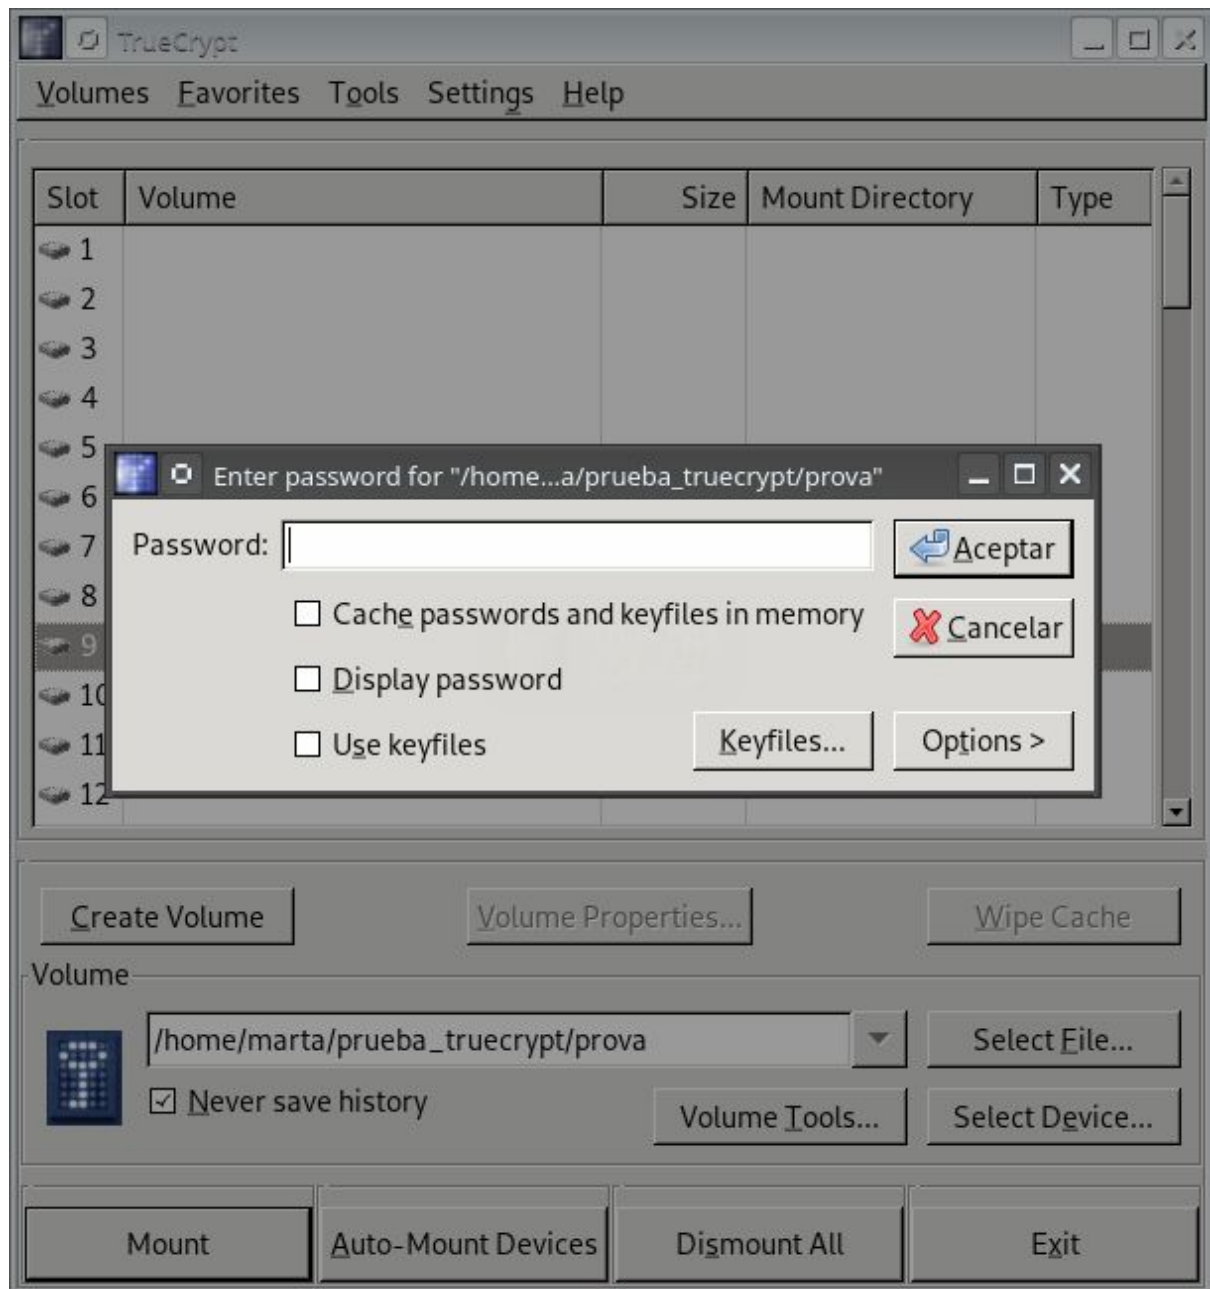 TrueCrypt
Volumes Favorites Tools Settings Help
Slot Volume Size Mount Directory Type
1
2
3
4
5
6
7
8
9
10
11
12
Enter password for "/home...a/prueba_truecrypt/prova"
Password:
Aceptar
Cache passwords and keyfiles in memory
Cancelar
Display password
Use keyfiles
Keyfiles...
Options >
Create Volume
Volume Properties...
Wipe Cache
Volume
/home/marta/prueba_truecrypt/prova
Select File...
Never save history
Volume Tools...
Select Device...
Mount
Auto-Mount Devices
Dismount All
Exit